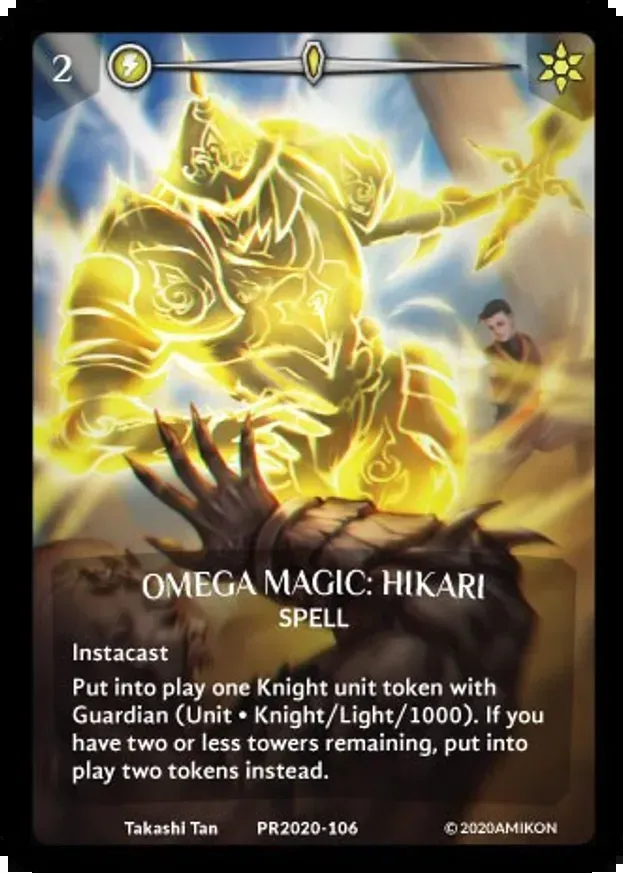 2
OMEGA MAGIC: HIKARI
SPELL
Instacast
Put into play one Knight unit token with
Guardian (Unit • Knight/Light/1000). If you
have two or less towers remaining, put into
play two tokens instead.
Takashi Tan PR2020-106 © 2020AMIKON